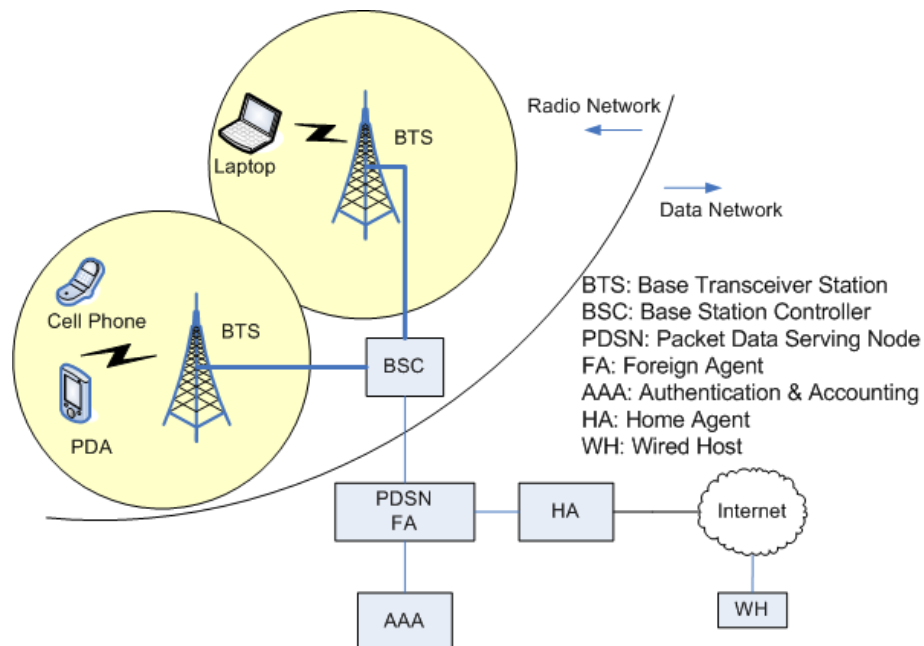 Radio Network
BTS
Laptop
Data Network
Cell Phone
BTS
PDA
BSC
BTS: Base Transceiver Station
BSC: Base Station Controller
PDSN: Packet Data Serving Node
FA: Foreign Agent
AAA: Authentication & Accounting
HA: Home Agent
WH: Wired Host
PDSN
FA
HA
Internet
AAA
WH